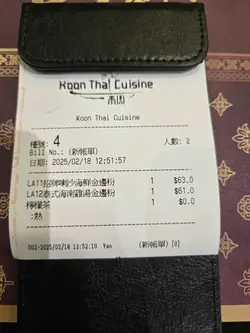 Koon Thai Cuisine
Koon Thai Cuisine
檯號: 4
人數: 2
Bill No.: (新帳單)
日期: 2025/02/18 12:51:57
LA11招牌喇沙海鮮金邊粉 1 $63.0
LA12泰式海南雞湯金邊粉 1 $61.0
檸檬茶 1 $0.0
:熱
002-2025/02/18 12:52:10 Yan (新帳單) [0]